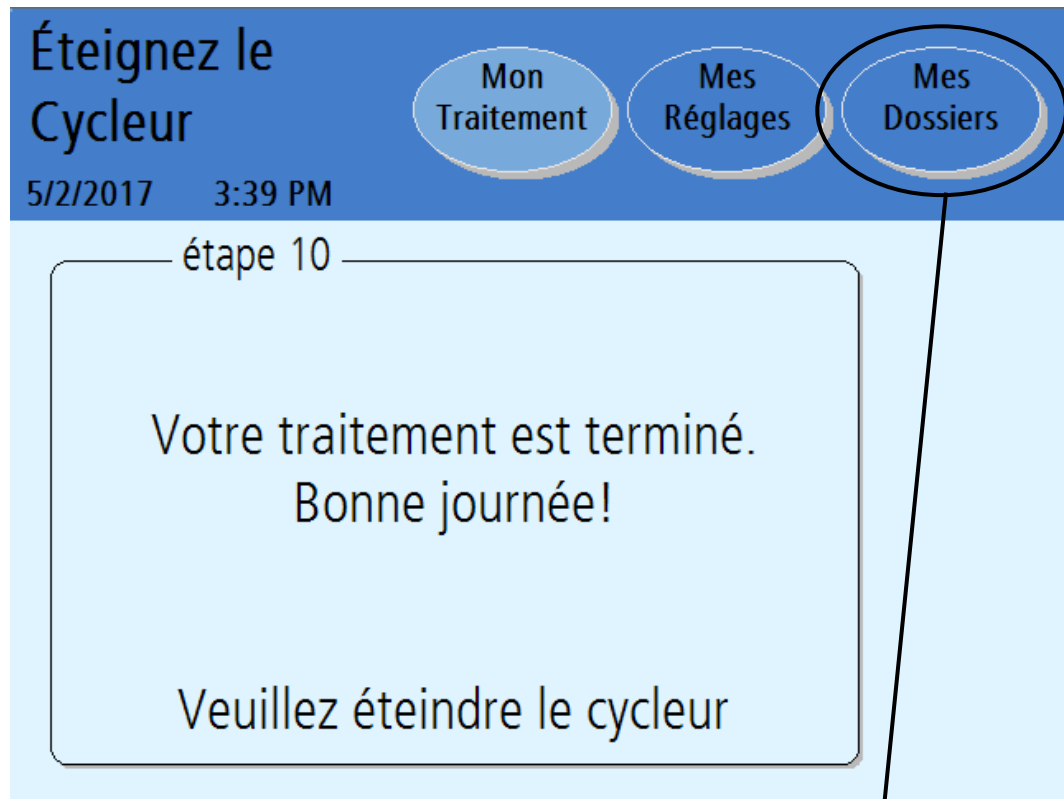 Éteignez le
Cycleur
5/2/2017 3:39 PM
Mon
Traitement
Mes
Réglages
Mes
Dossiers
étape 10
Votre traitement est terminé.
Bonne journée!
Veuillez éteindre le cycleur